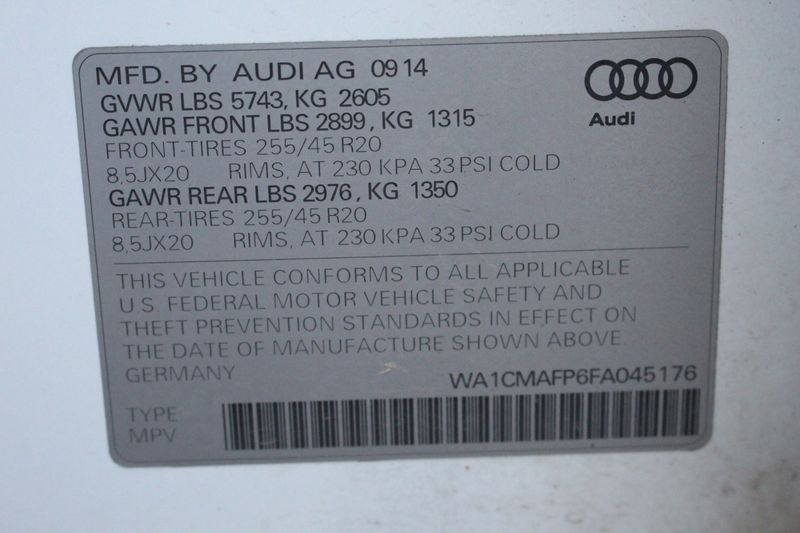 MFD. BY AUDI AG 0914
GVWR LBS 5743, KG 2605
GAWR FRONT LBS 2899, KG 1315
FRONT-TIRES 255/45 R20
8,5JX20 RIMS, AT 230 KPA 33 PSI COLD
GAWR REAR LBS 2976, KG 1350
REAR-TIRES 255/45 R20
8,5JX20 RIMS, AT 230 KPA 33 PSI COLD
Audi
THIS VEHICLE CONFORMS TO ALL APPLICABLE
U.S. FEDERAL MOTOR VEHICLE SAFETY AND
THEFT PREVENTION STANDARDS IN EFFECT ON
THE DATE OF MANUFACTURE SHOWN ABOVE.
GERMANY WA1CMAFP6FA045176
TYPE
MPV